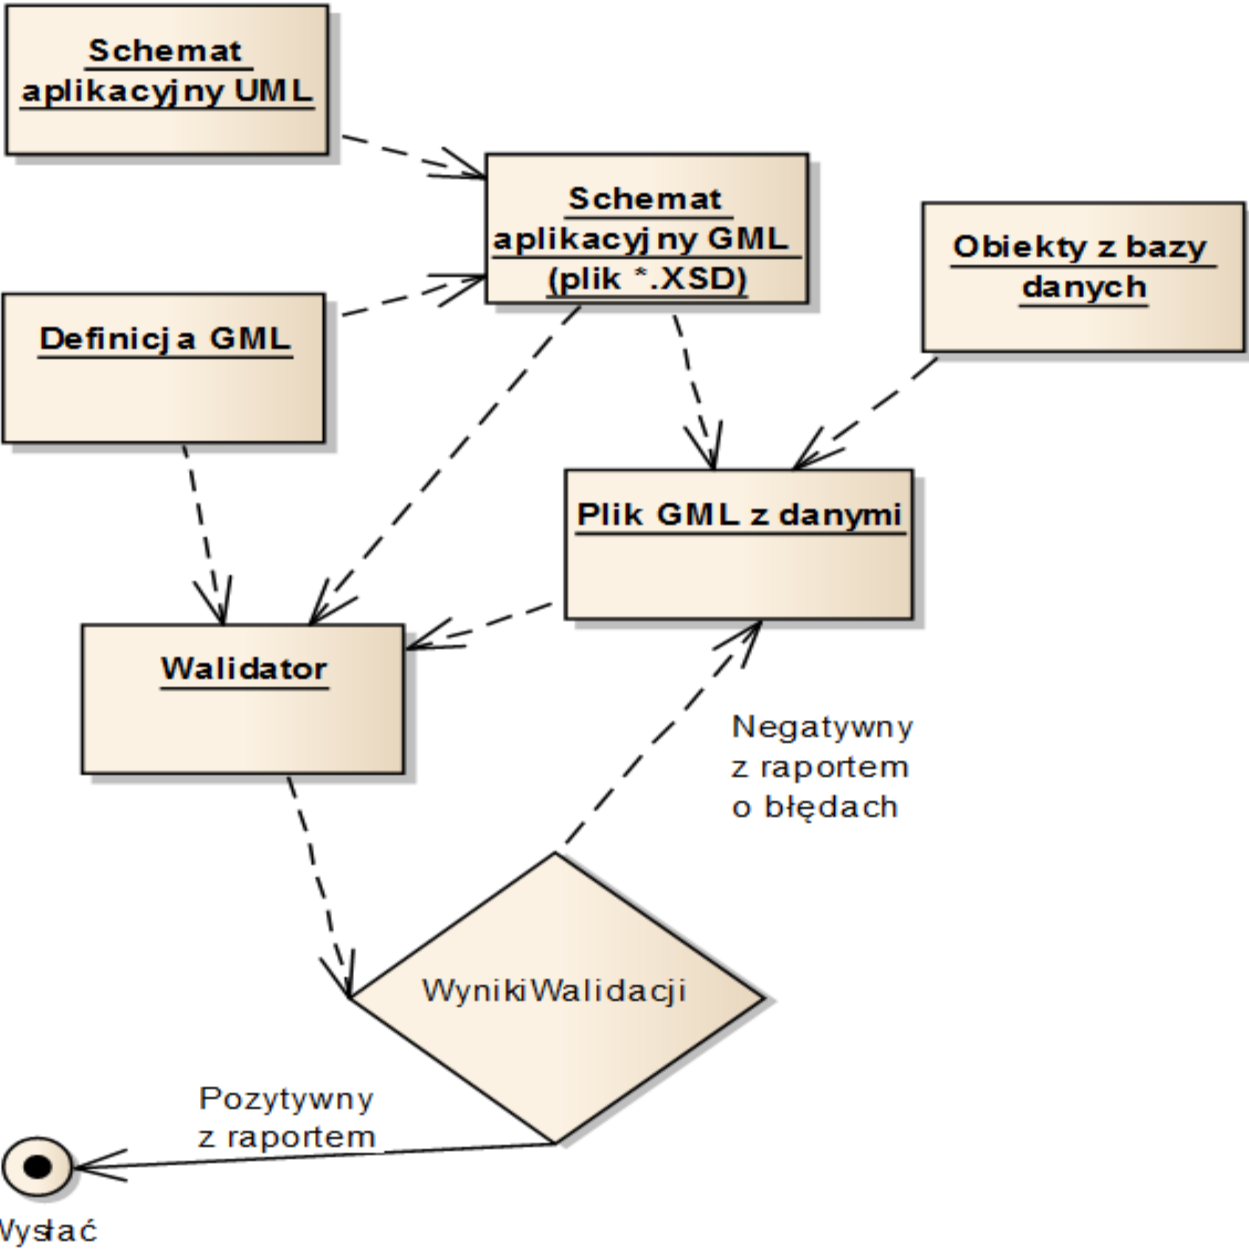 Schemat
aplikacyjny UML
Schemat
aplikacyjny GML
(plik *.XSD)
Obiekty z bazy
danych
Definicja GML
Plik GML z danymi
Walidator
Negatywny
z raportem
o błędach
WynikiWalidacji
Pozytywny
z raportem
Wysłać